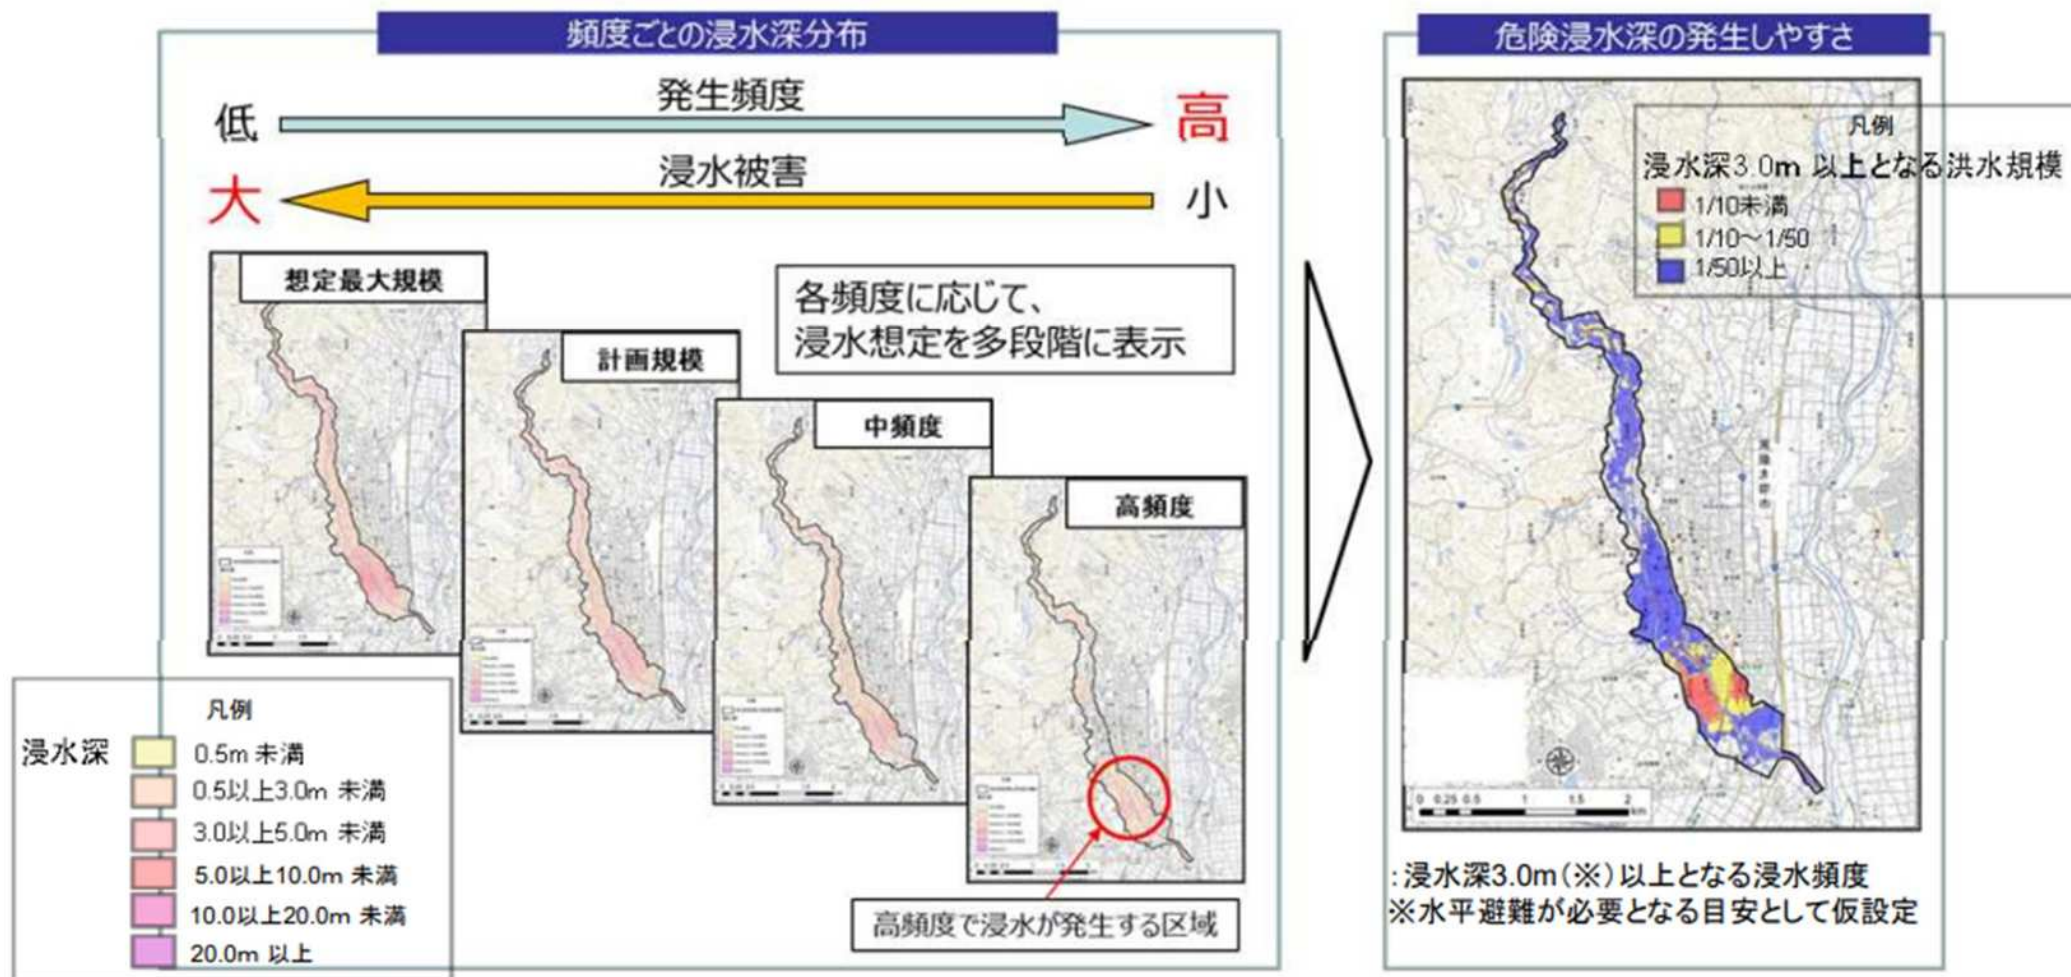 頻度ごとの浸水深分布
低
発生頻度
高
大
浸水被害
小
想定最大規模
計画規模
中頻度
高頻度
各頻度に応じて、
浸水想定を多段階に表示
高頻度で浸水が発生する区域
凡例
浸水深
0.5m 未満
0.5以上3.0m 未満
3.0以上5.0m 未満
5.0以上10.0m 未満
10.0以上20.0m 未満
20.0m 以上
危険浸水深の発生しやすさ
凡例
浸水深3.0m 以上となる洪水規模
1/10未満
1/10～1/50
1/50以上
0 0.25 0.5 1 1.5 2
:浸水深3.0m(※)以上となる浸水頻度
※水平避難が必要となる目安として仮設定